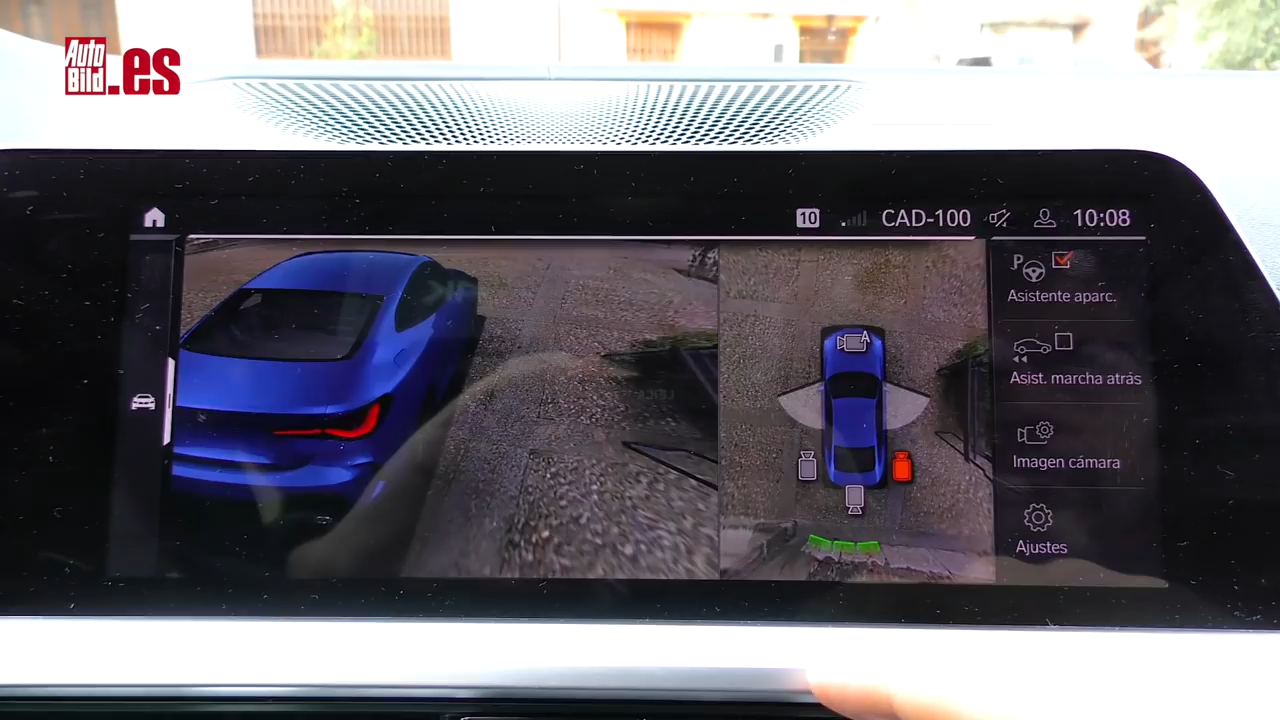 Auto
Bild
.es
10
CAD-100
10:08
P
Asistente aparc.
A
Asist. marcha atrás
Imagen cámara
Ajustes